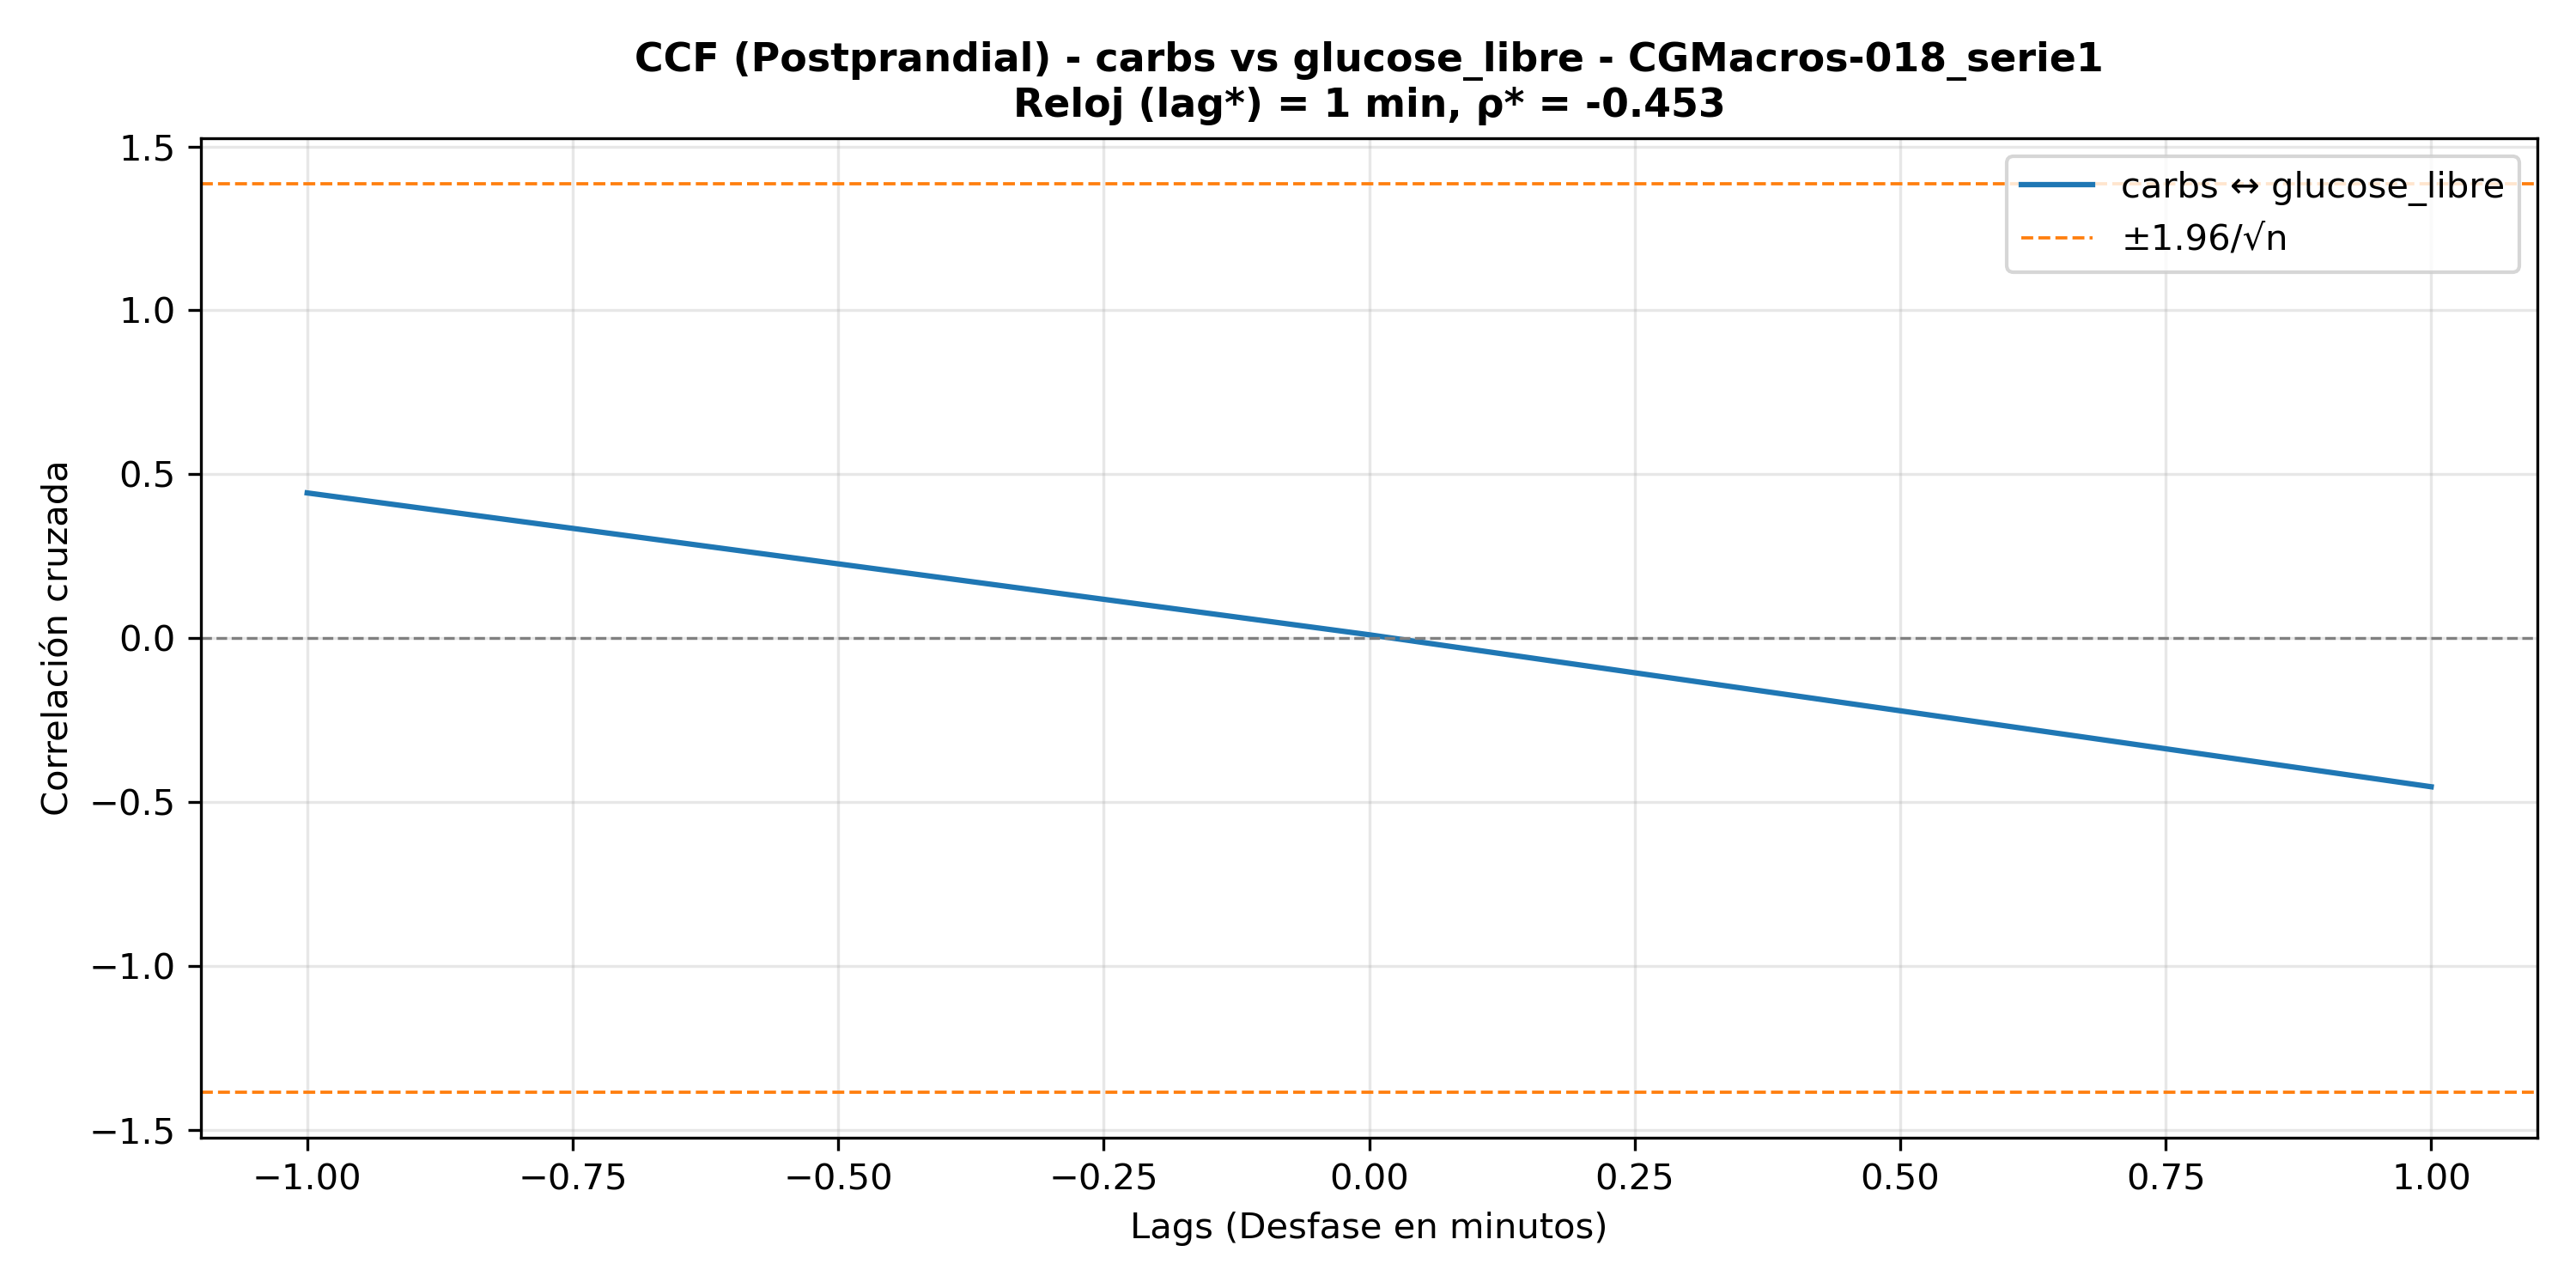 CCF (Postprandial) - carbs vs glucose_libre - CGMacros-018_serie1
Reloj (lag*) = 1 min, ρ* = -0.453
carbs ↔ glucose_libre
±1.96/√n
1.5
1.0
0.5
0.0
−0.5
−1.0
−1.5
Correlación cruzada
−1.00 −0.75 −0.50 −0.25 0.00 0.25 0.50 0.75 1.00
Lags (Desfase en minutos)